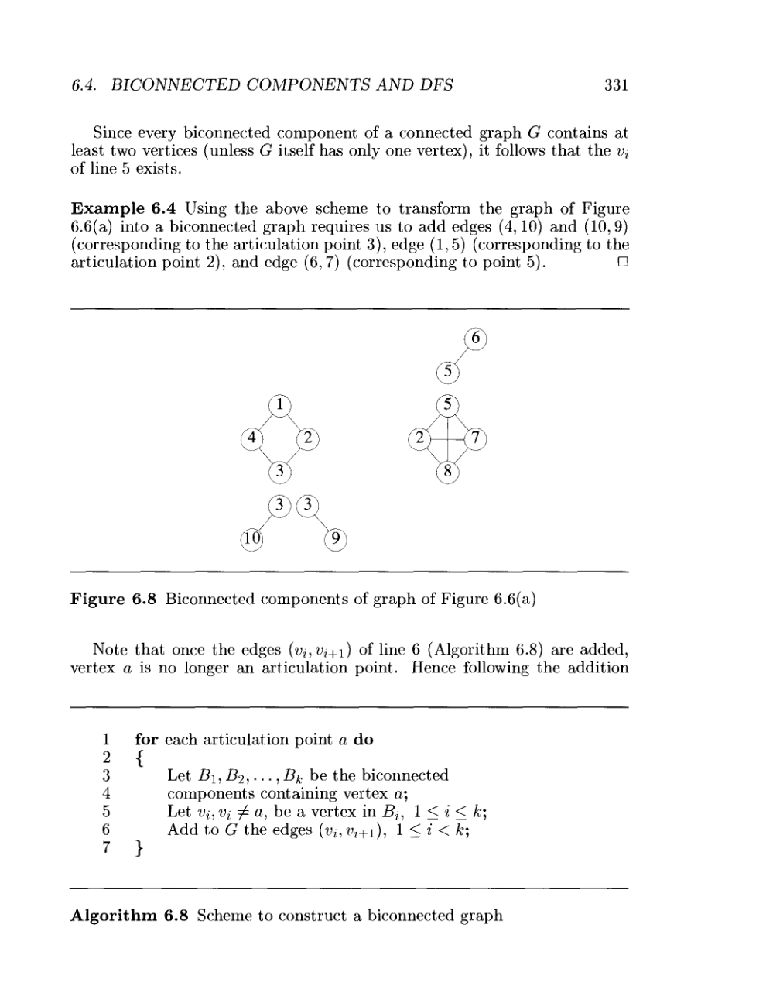 6.4. BICONNECTED COMPONENTS AND DFS 331
Since every biconnected component of a connected graph G contains at
least two vertices (unless G itself has only one vertex), it follows that the vᵢ
of line 5 exists.
Example 6.4 Using the above scheme to transform the graph of Figure
6.6(a) into a biconnected graph requires us to add edges (4, 10) and (10, 9)
(corresponding to the articulation point 3), edge (1, 5) (corresponding to the
articulation point 2), and edge (6, 7) (corresponding to point 5). □
6
5
1
5
4 2
2 7
3
8
3 3
10 9
Figure 6.8 Biconnected components of graph of Figure 6.6(a)
Note that once the edges (vᵢ, vᵢ₊₁) of line 6 (Algorithm 6.8) are added,
vertex a is no longer an articulation point. Hence following the addition
1 for each articulation point a do
2 {
3 Let B₁, B₂, . . . , Bₖ be the biconnected
4 components containing vertex a;
5 Let vᵢ, vᵢ ≠ a, be a vertex in Bᵢ, 1 ≤ i ≤ k;
6 Add to G the edges (vᵢ, vᵢ₊₁), 1 ≤ i < k;
7 }
Algorithm 6.8 Scheme to construct a biconnected graph